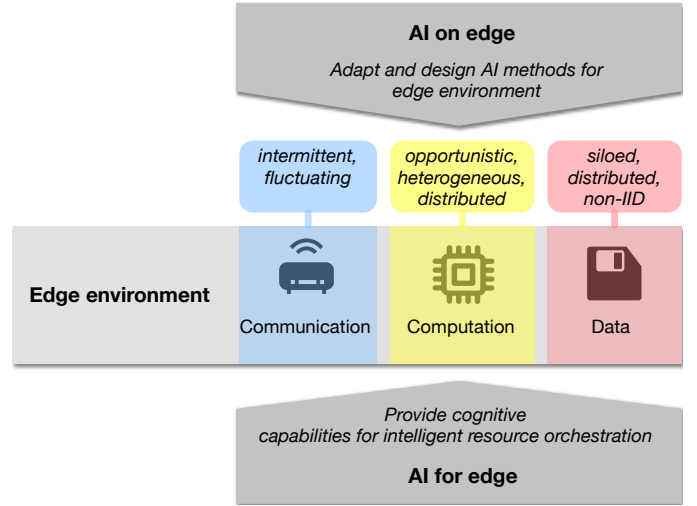 AI on edge
Adapt and design AI methods for
edge environment
intermittent,
fluctuating
opportunistic,
heterogeneous,
distributed
siloed,
distributed,
non-IID
Edge environment
Communication
Computation
Data
Provide cognitive
capabilities for intelligent resource orchestration
AI for edge